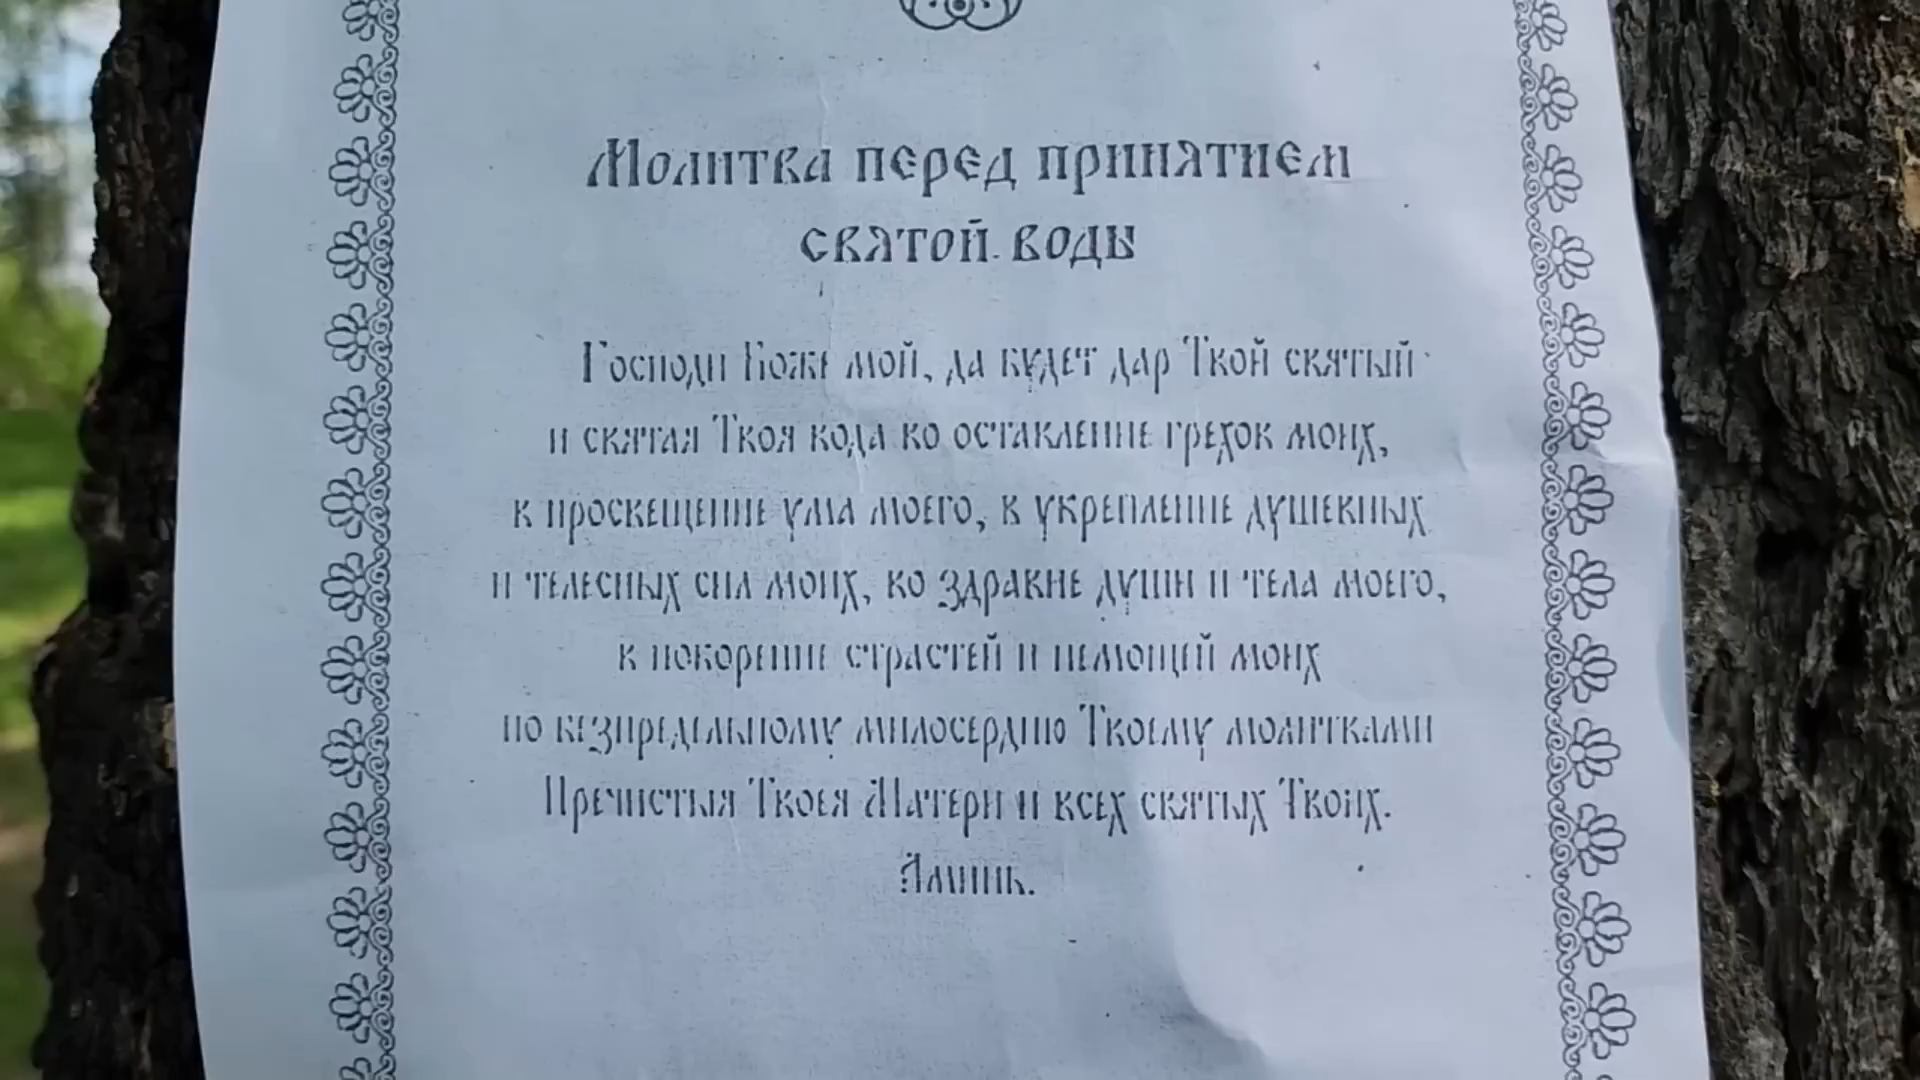 Молитва перед принятием
святой воды
Господи Боже мой, да будет дар Твой святый
и святая Твоя вода во оставление грехов моих,
в просвещение ума моего, в укрепление душевных
и телесных сил моих, во здравие души и тела моего,
в покорение страстей и немощей моих
по безпредельному милосердию Твоему молитвами
Пречистыя Твоея Матери и всех святых Твоих.
Аминь.